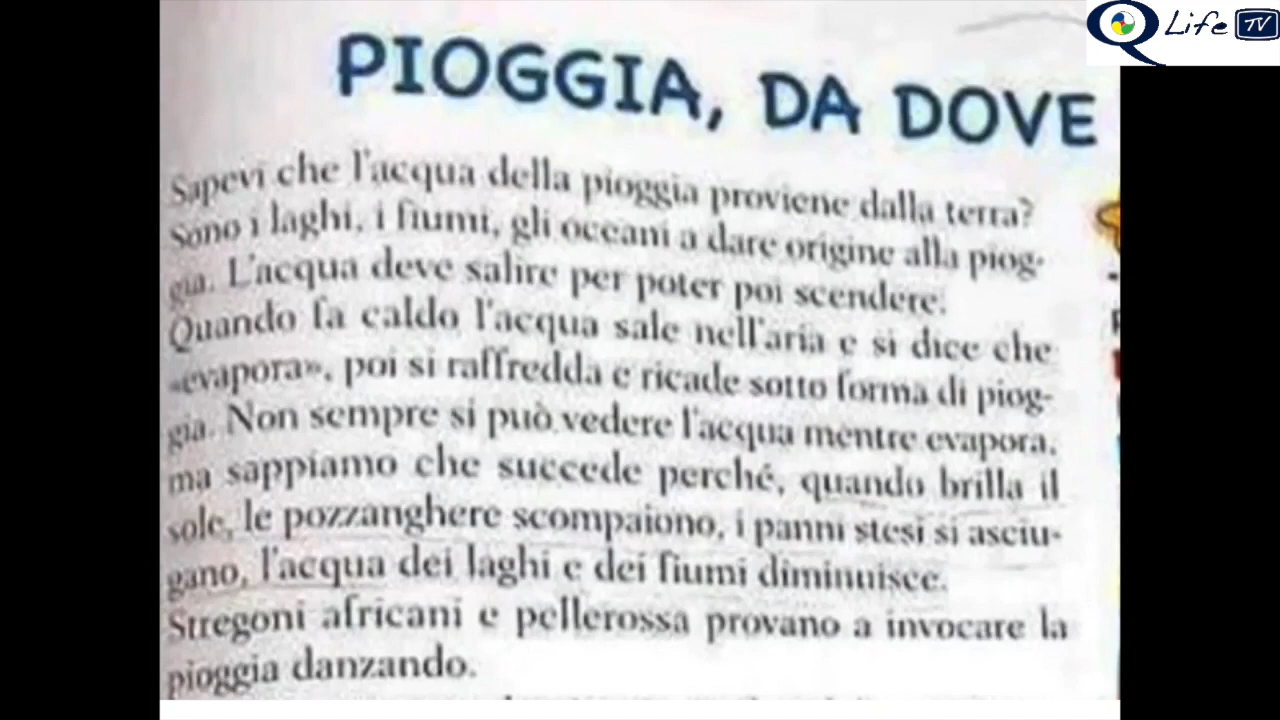 Q Life TV
PIOGGIA, DA DOVE
Sapevi che l'acqua della pioggia proviene dalla terra?
Sono i laghi, i fiumi, gli oceani a dare origine alla piog-
gia. L'acqua deve salire per poter poi scendere.
Quando fa caldo l'acqua sale nell'aria e si dice che
«evapora», poi si raffredda e ricade sotto forma di piog-
gia. Non sempre si può vedere l'acqua mentre evapora,
ma sappiamo che succede perché, quando brilla il
sole, le pozzanghere scompaiono, i panni stesi si asciu-
gano, l'acqua dei laghi e dei fiumi diminuisce.
Stregoni africani e pellerossa provano a invocare la
pioggia danzando.